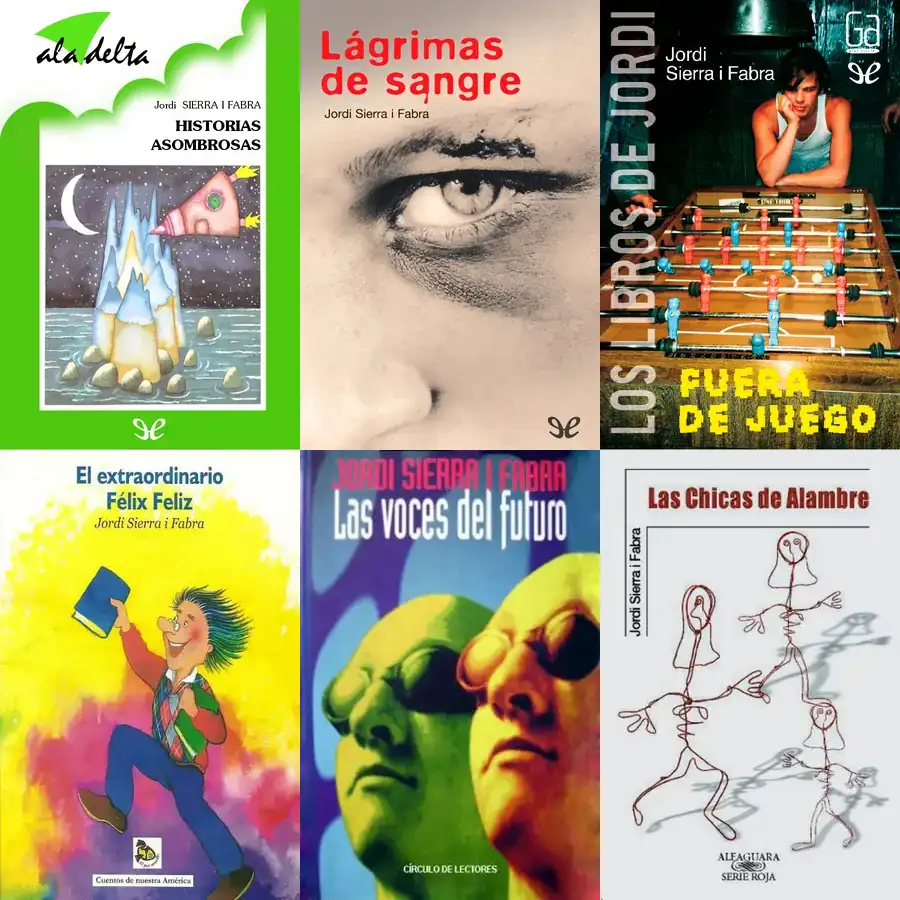 ala delta
Jordi SIERRA I FABRA
HISTORIAS
ASOMBROSAS
Lágrimas
de sangre
Jordi Sierra i Fabra
LOS LIBROS DE JORDI
Jordi
Sierra i Fabra
FUERA
DE JUEGO
El extraordinario
Félix Feliz
Jordi Sierra i Fabra
Cuentos de nuestra América
JORDI SIERRA I FABRA
Las voces del futuro
CÍRCULO DE LECTORES
Las Chicas de Alambre
Jordi Sierra i Fabra
ALFAGUARA
SERIE ROJA